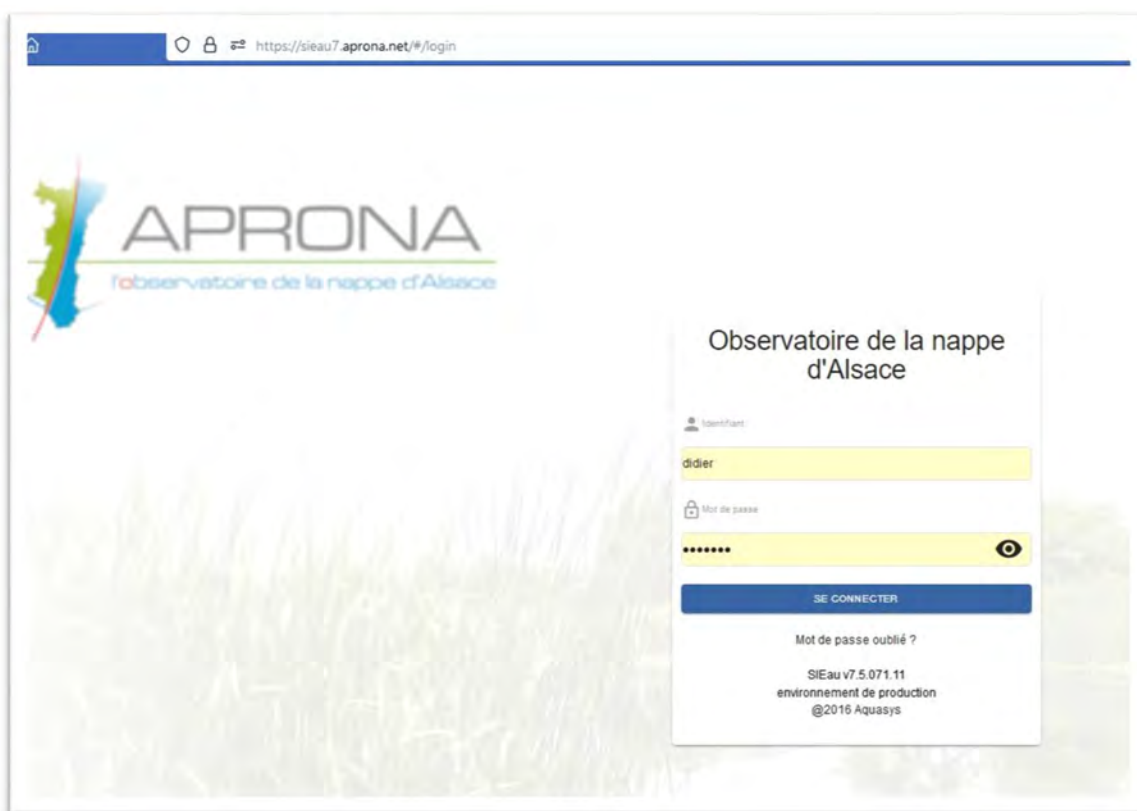 https://sieau7.aprona.net/#/login
APRONA
l'observatoire de la nappe d'Alsace
Observatoire de la nappe
d'Alsace
Identifiant
didier
Mot de passe
•••••••
SE CONNECTER
Mot de passe oublié ?
SIEau v7.5.071.11
environnement de production
@2016 Aquasys